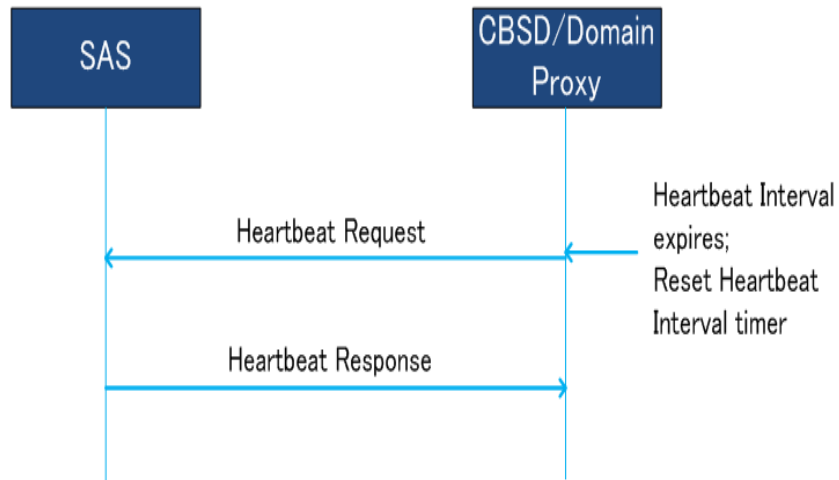 SAS
CBSD/Domain
Proxy
Heartbeat Request
Heartbeat Interval
expires;
Reset Heartbeat
Interval timer
Heartbeat Response